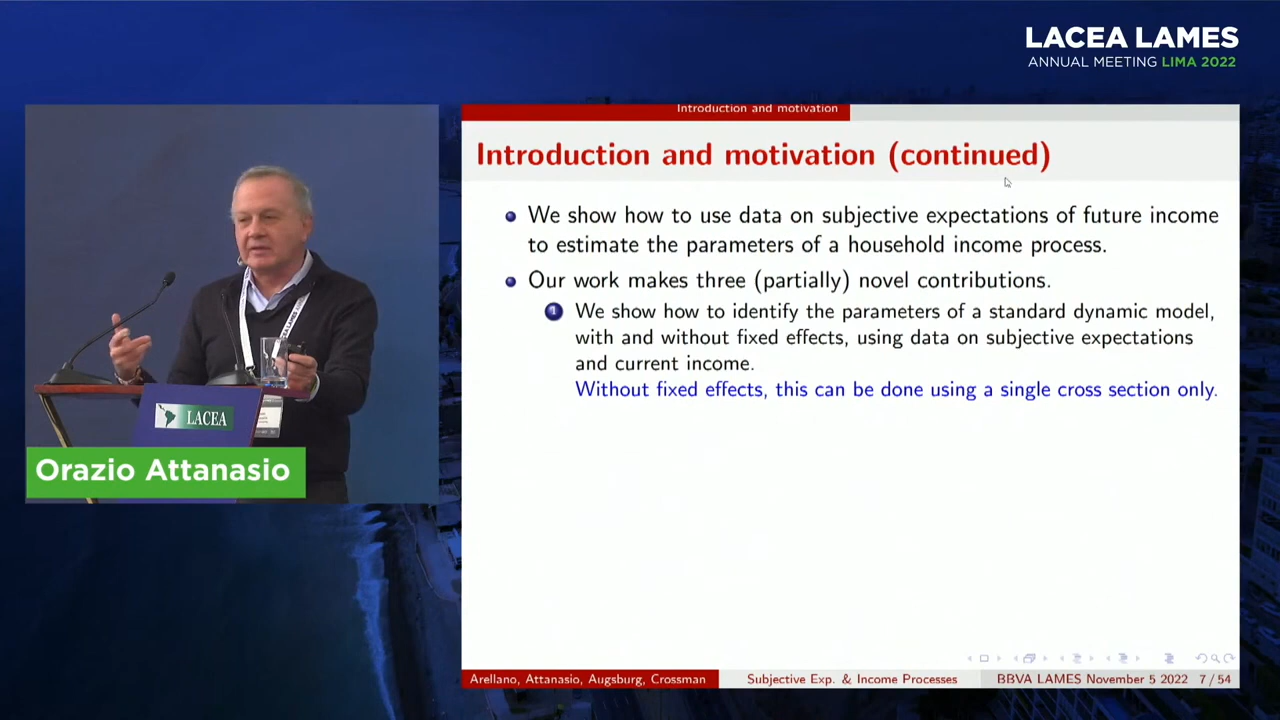 LACEA LAMES
ANNUAL MEETING LIMA 2022
Introduction and motivation
Introduction and motivation (continued)
We show how to use data on subjective expectations of future income
to estimate the parameters of a household income process.
Our work makes three (partially) novel contributions.
1 We show how to identify the parameters of a standard dynamic model,
with and without fixed effects, using data on subjective expectations
and current income.
Without fixed effects, this can be done using a single cross section only.
LACEA
Orazio Attanasio
Arellano, Attanasio, Augsburg, Crossman
Subjective Exp. & Income Processes
BBVA LAMES November 5 2022 7 / 54